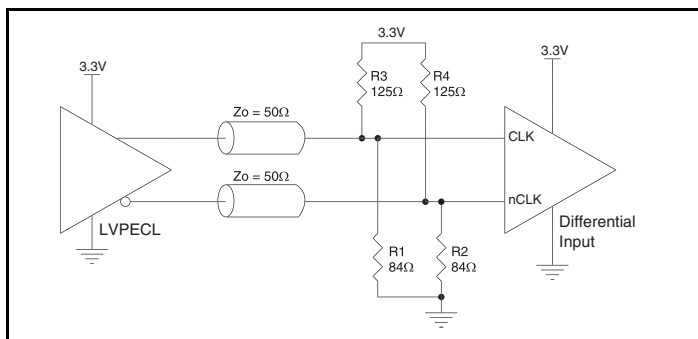 3.3V
3.3V
3.3V
R3
125Ω
R4
125Ω
Zo = 50Ω
CLK
Zo = 50Ω
nCLK
LVPECL
Differential
Input
R1
84Ω
R2
84Ω